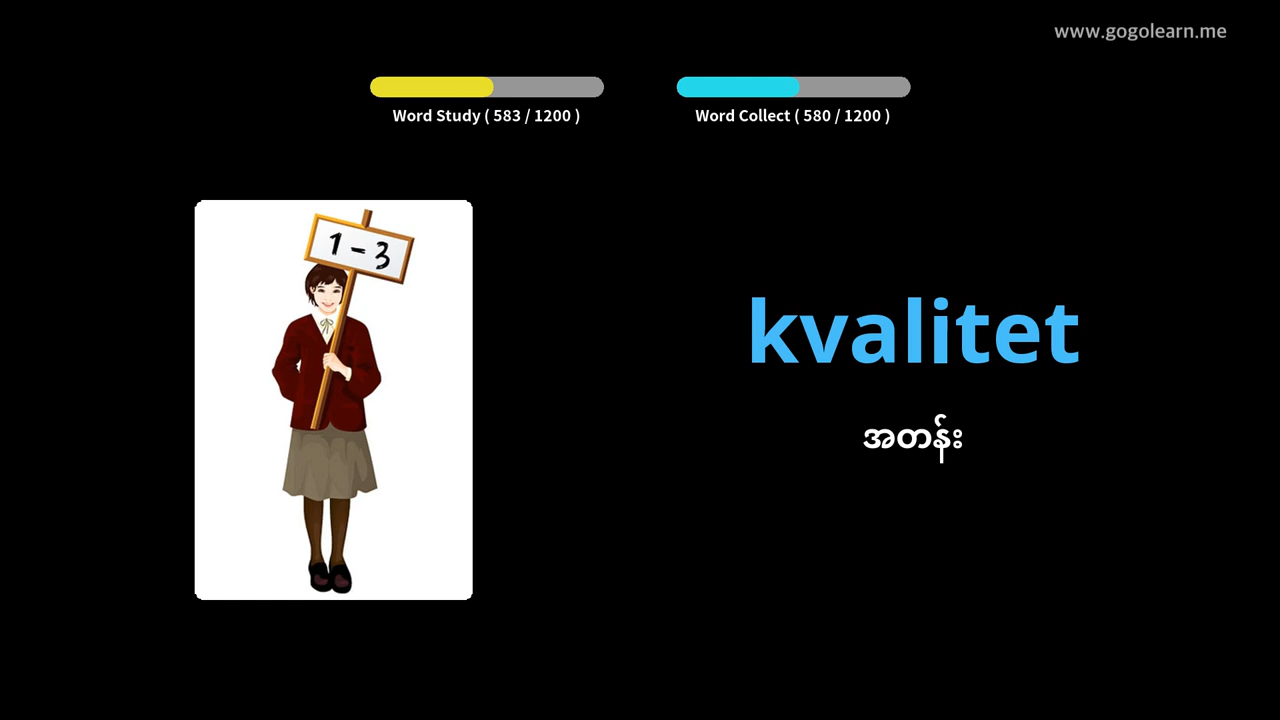 www.gogolearn.me
Word Study ( 583 / 1200 )
Word Collect ( 580 / 1200 )
1 - 3
kvalitet
အတန်း